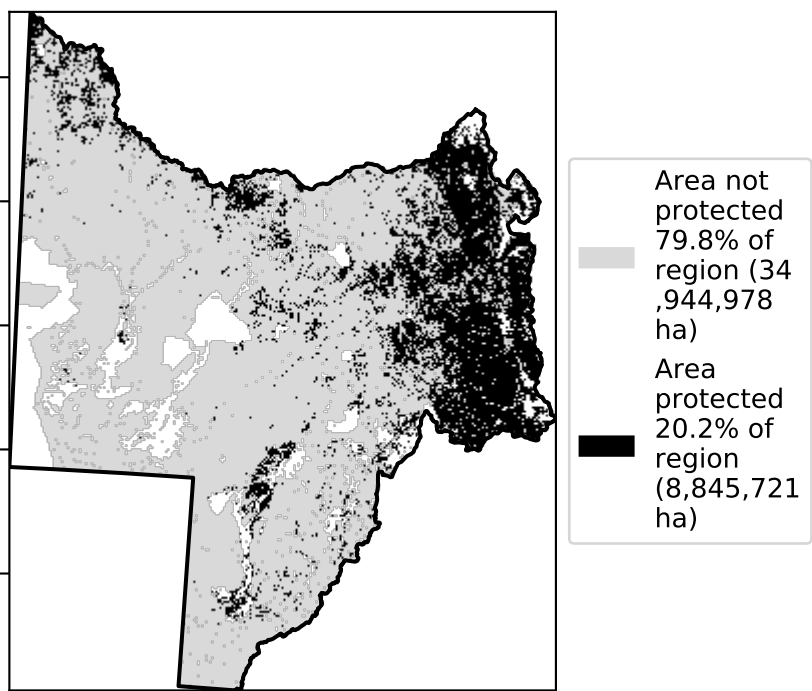 Area not
protected
79.8% of
region (34
,944,978
ha)
Area
protected
20.2% of
region
(8,845,721
ha)